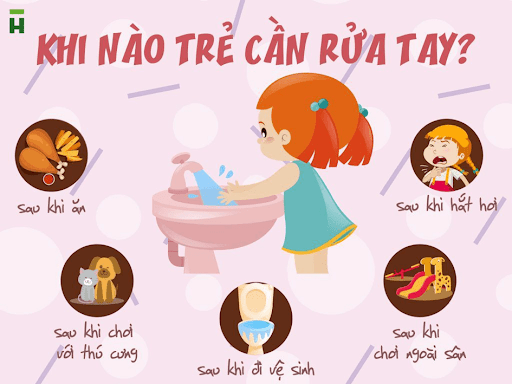 H
KHI NÀO TRẺ CẦN RỬA TAY?
sau khi ăn
sau khi hắt hơi
sau khi chơi
với thú cưng
sau khi đi vệ sinh
sau khi
chơi ngoài sân